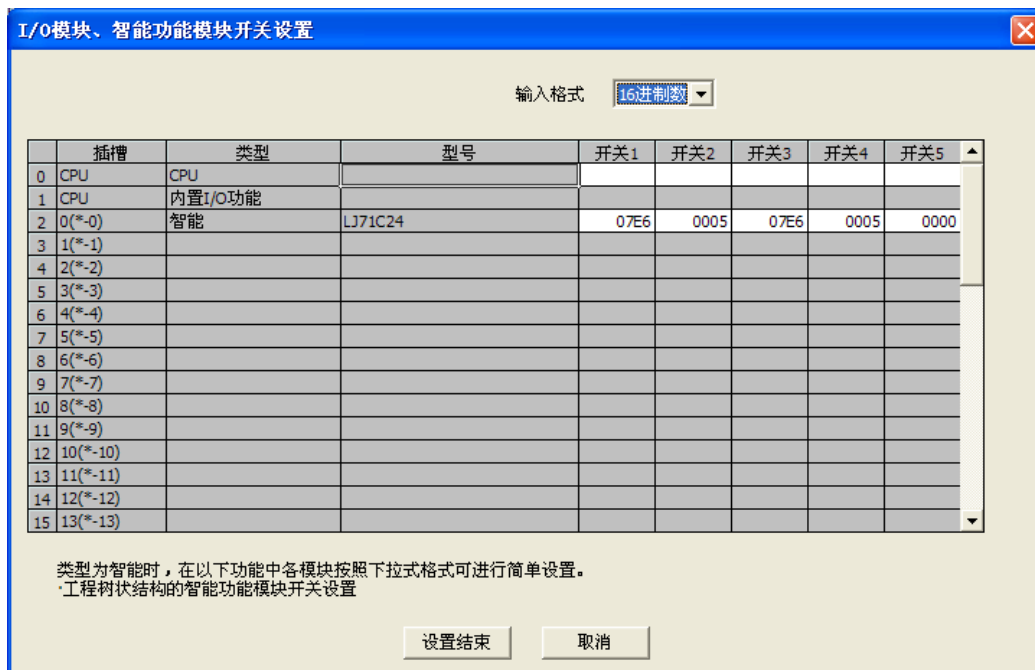 I/O模块、智能功能模块开关设置
输入格式 16进制数
插槽 类型 型号 开关1 开关2 开关3 开关4 开关5
0 CPU CPU
1 CPU 内置I/O功能
2 0(*-0) 智能 LJ71C24 07E6 0005 07E6 0005 0000
3 1(*-1)
4 2(*-2)
5 3(*-3)
6 4(*-4)
7 5(*-5)
8 6(*-6)
9 7(*-7)
10 8(*-8)
11 9(*-9)
12 10(*-10)
13 11(*-11)
14 12(*-12)
15 13(*-13)
类型为智能时，在以下功能中各模块按照下拉式格式可进行简单设置。
·工程树状结构的智能功能模块开关设置
设置结束 取消